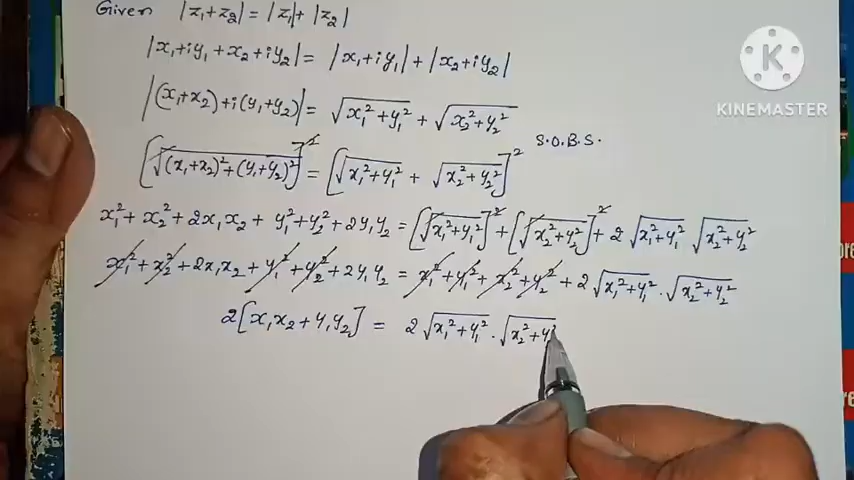 Given |z₁+z₂| = |z₁|+|z₂|
|x₁+iy₁+x₂+iy₂| = |x₁+iy₁|+|x₂+iy₂|
|(x₁+x₂)+i(y₁+y₂)| = √(x₁²+y₁²) + √(x₂²+y₂²)
S.O.B.S.
[√((x₁+x₂)²+(y₁+y₂)²)]² = [√(x₁²+y₁²) + √(x₂²+y₂²)]²
x₁²+x₂²+2x₁x₂+y₁²+y₂²+2y₁y₂ = [√(x₁²+y₁²)]²+[√(x₂²+y₂²)]²+2√(x₁²+y₁²) √(x₂²+y₂²)
x₁²+x₂²+2x₁x₂+y₁²+y₂²+2y₁y₂ = x₁²+y₁²+x₂²+y₂²+2√(x₁²+y₁²)·√(x₂²+y₂²)
2[x₁x₂+y₁y₂] = 2√(x₁²+y₁²)·√(x₂²+y₂²)
K
KINEMASTER